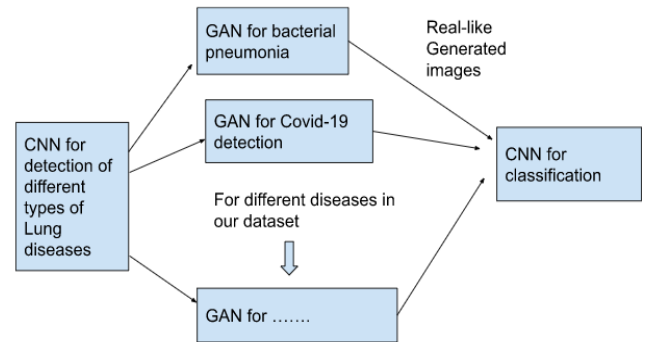 GAN for bacterial
pneumonia
Real-like
Generated
images
GAN for Covid-19
detection
CNN for
detection of
different
types of
Lung
diseases
CNN for
classification
For different diseases in
our dataset
GAN for .......